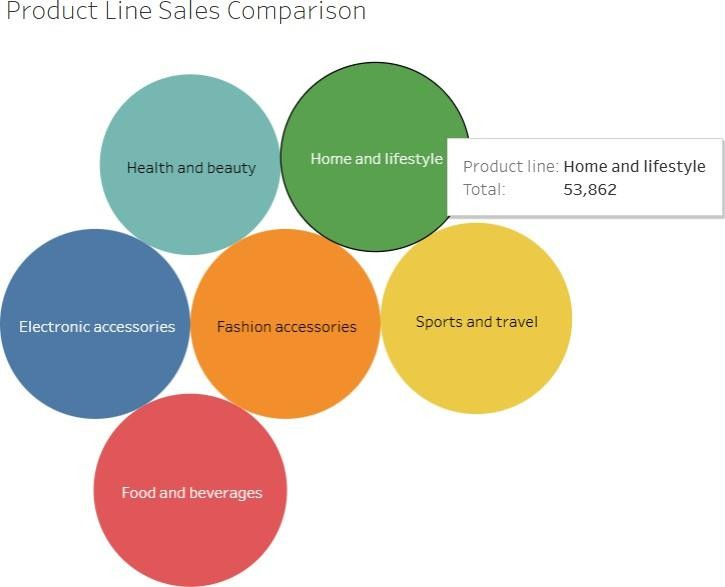 Product Line Sales Comparison
Health and beauty
Home and lifestyle
Product line: Home and lifestyle
Total: 53,862
Electronic accessories
Fashion accessories
Sports and travel
Food and beverages